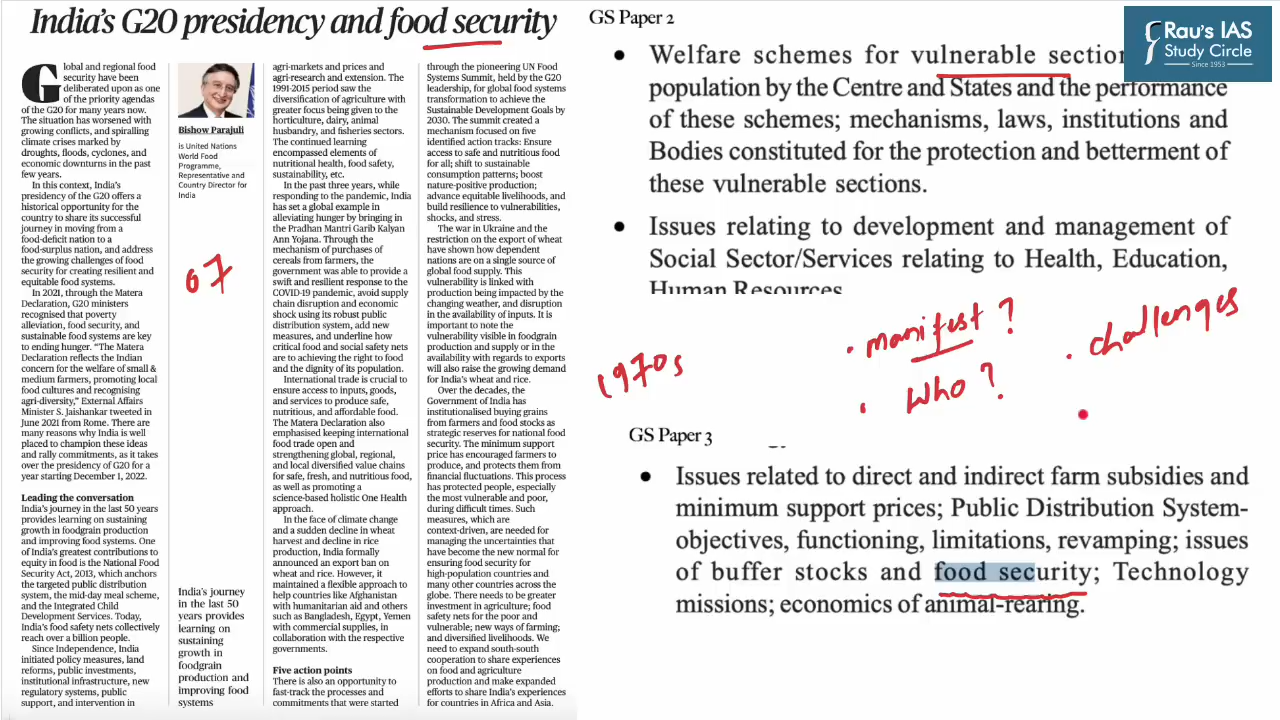 India's G20 presidency and food security
Global and regional food
security have been
deliberated upon as one
of the priority agendas
of the G20 for many years now.
The situation has worsened with
growing conflicts, and spiralling
climate crises marked by
droughts, floods, cyclones, and
economic downturns in the past
few years.
In this context, India's
presidency of the G20 offers a
historical opportunity for the
country to share its successful
journey in moving from a
food-deficit nation to a
food-surplus nation, and address
the growing challenges of food
security for creating resilient and
equitable food systems.
In 2021, through the Matera
Declaration, G20 ministers
recognised that poverty
alleviation, food security, and
sustainable food systems are key
to ending hunger. “The Matera
Declaration reflects the Indian
concern for the welfare of small &
medium farmers, promoting local
food cultures and recognising
agri-diversity,” External Affairs
Minister S. Jaishankar tweeted in
June 2021 from Rome. There are
many reasons why India is well
placed to champion these ideas
and rally commitments, as it takes
over the presidency of G20 for a
year starting December 1, 2022.
Leading the conversation
India's journey in the last 50 years
provides learning on sustaining
growth in foodgrain production
and improving food systems. One
of India's greatest contributions to
equity in food is the National Food
Security Act, 2013, which anchors
the targeted public distribution
system, the mid-day meal scheme,
and the Integrated Child
Development Services. Today,
India's food safety nets collectively
reach over a billion people.
Since Independence, India
initiated policy measures, land
reforms, public investments,
institutional infrastructure, new
regulatory systems, public
support, and intervention in
Bishow Parajuli
is United Nations
World Food
Programme,
Representative and
Country Director for
India
67
India's journey
in the last 50
years provides
learning on
sustaining
growth in
foodgrain
production and
improving food
systems
agri-markets and prices and
agri-research and extension. The
1991-2015 period saw the
diversification of agriculture with
greater focus being given to the
horticulture, dairy, animal
husbandry, and fisheries sectors.
The continued learning
encompassed elements of
nutritional health, food safety,
sustainability, etc.
In the past three years, while
responding to the pandemic, India
has set a global example in
alleviating hunger by bringing in
the Pradhan Mantri Garib Kalyan
Ann Yojana. Through the
mechanism of purchases of
cereals from farmers, the
government was able to provide a
swift and resilient response to the
COVID-19 pandemic, avoid supply
chain disruption and economic
shock using its robust public
distribution system, add new
measures, and underline how
critical food and social safety nets
are to achieving the right to food
and the dignity of its population.
International trade is crucial to
ensure access to inputs, goods,
and services to produce safe,
nutritious, and affordable food.
The Matera Declaration also
emphasised keeping international
food trade open and
strengthening global, regional,
and local diversified value chains
for safe, fresh, and nutritious food,
as well as promoting a
science-based holistic One Health
approach.
In the face of climate change
and a sudden decline in wheat
harvest and decline in rice
production, India formally
announced an export ban on
wheat and rice. However, it
maintained a flexible approach to
help countries like Afghanistan
with humanitarian aid and others
such as Bangladesh, Egypt, Yemen
with commercial supplies, in
collaboration with the respective
governments.
Five action points
There is also an opportunity to
fast-track the processes and
commitments that were started
through the pioneering UN Food
Systems Summit, held by the G20
leadership, for global food systems
transformation to achieve the
Sustainable Development Goals by
2030. The summit created a
mechanism focused on five
identified action tracks: Ensure
access to safe and nutritious food
for all; shift to sustainable
consumption patterns; boost
nature-positive production;
advance equitable livelihoods, and
build resilience to vulnerabilities,
shocks, and stress.
The war in Ukraine and the
restriction on the export of wheat
have shown how dependent
nations are on a single source of
global food supply. This
vulnerability is linked with
production being impacted by the
changing weather, and disruption
in the availability of inputs. It is
important to note the
vulnerability visible in foodgrain
production and supply or in the
availability with regards to exports
will also raise the growing demand
for India's wheat and rice.
Over the decades, the
Government of India has
institutionalised buying grains
from farmers and food stocks as
strategic reserves for national food
security. The minimum support
price has encouraged farmers to
produce, and protects them from
financial fluctuations. This process
has protected people, especially
the most vulnerable and poor,
during difficult times. Such
measures, which are
context-driven, are needed for
managing the uncertainties that
have become the new normal for
ensuring food security for
high-population countries and
many other countries across the
globe. There needs to be greater
investment in agriculture; food
safety nets for the poor and
vulnerable; new ways of farming;
and diversified livelihoods. We
need to expand south-south
cooperation to share experiences
on food and agriculture
production and make expanded
efforts to share India's experiences
for countries in Africa and Asia.
GS Paper 2
Rau's IAS
Study Circle
Since 1953
• Welfare schemes for vulnerable section
population by the Centre and States and the performance
of these schemes; mechanisms, laws, institutions and
Bodies constituted for the protection and betterment of
these vulnerable sections.
• Issues relating to development and management of
Social Sector/Services relating to Health, Education,
Human Resources
1970s
• manifest ?
• Who ?
• challenges
GS Paper 3
• Issues related to direct and indirect farm subsidies and
minimum support prices; Public Distribution System-
objectives, functioning, limitations, revamping; issues
of buffer stocks and food security; Technology
missions; economics of animal-rearing.